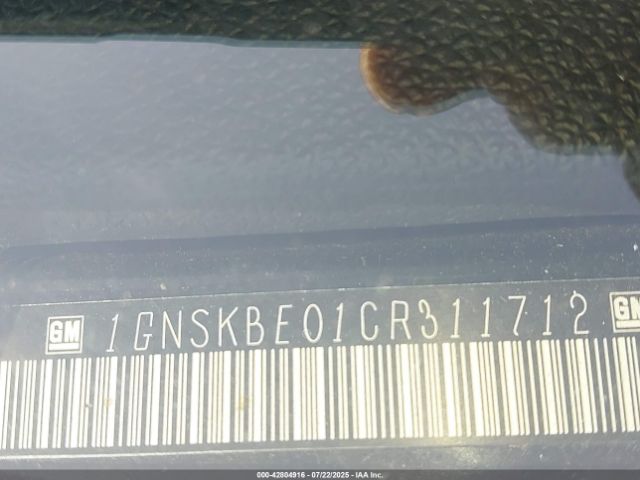 GM 1GNSKBE01CR311712 GM
000-42804916 - 07/22/2025 - IAA Inc.